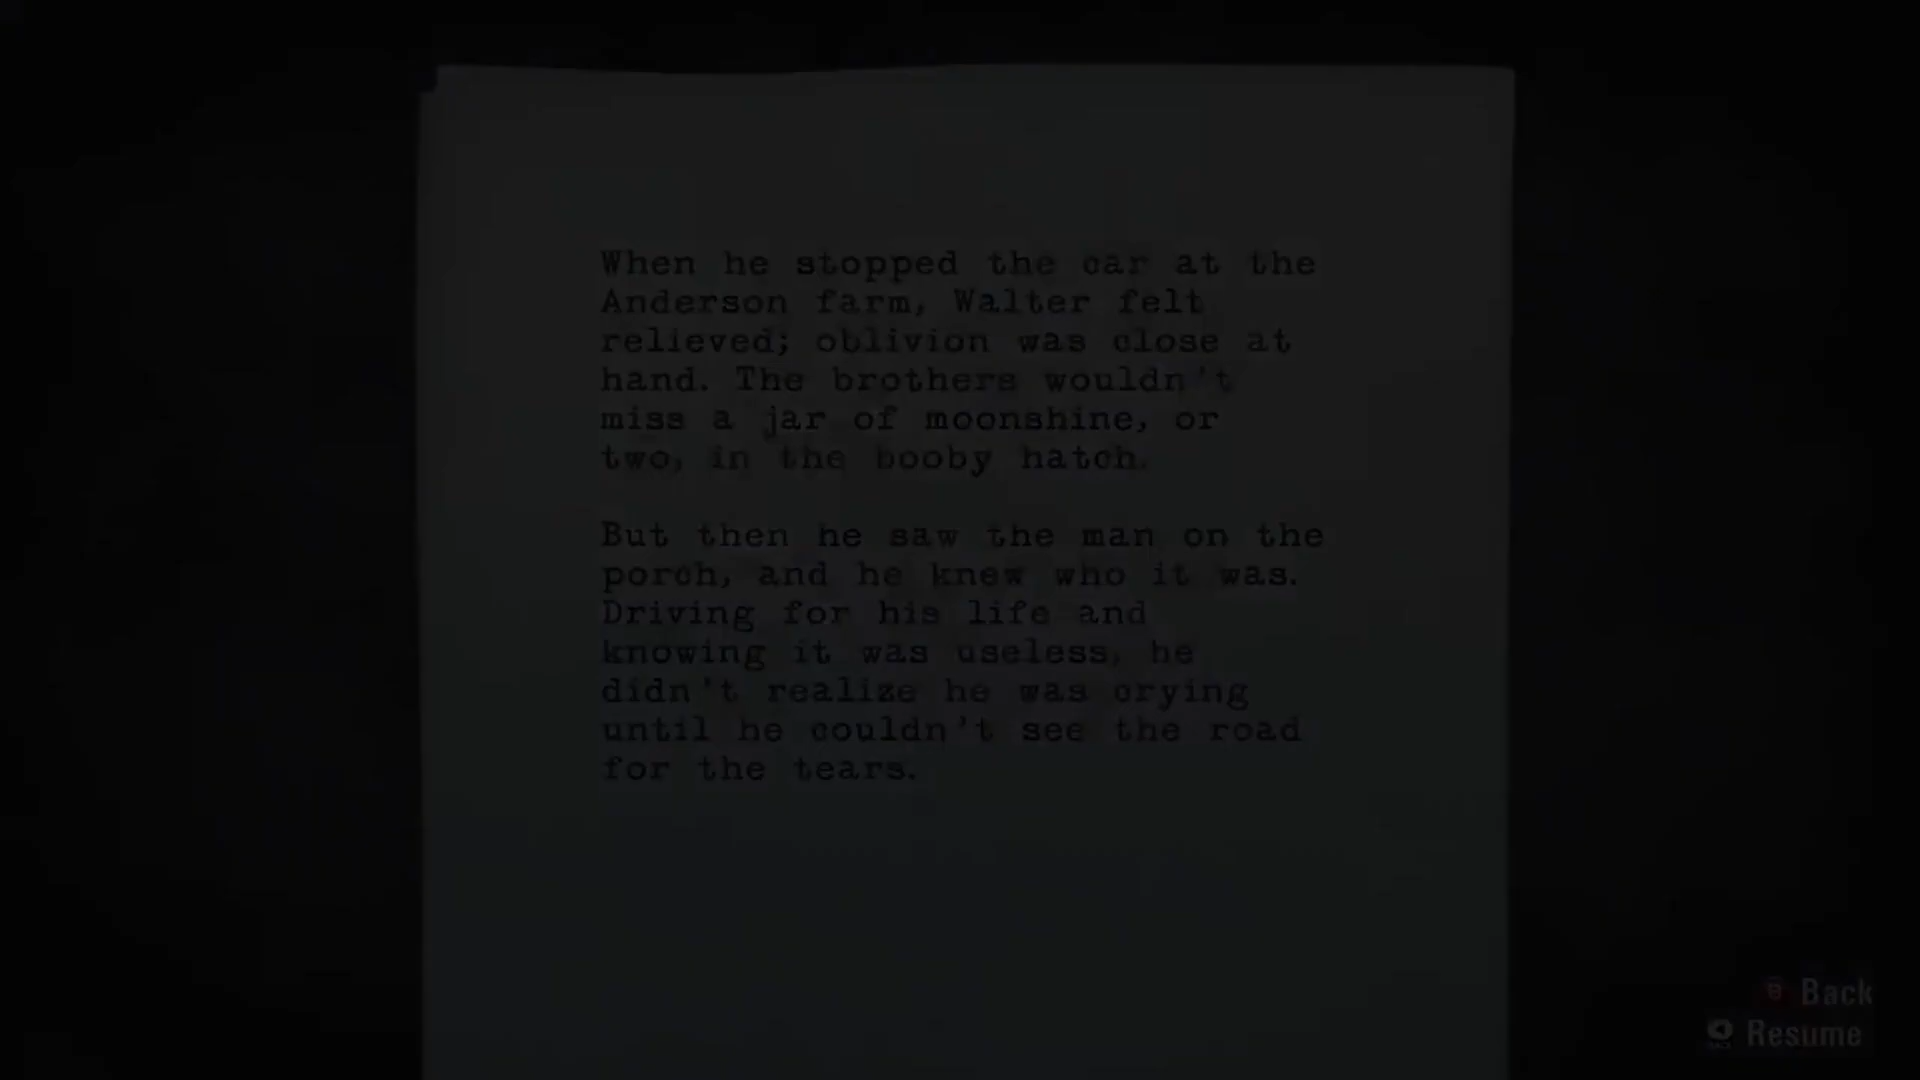 When he stopped the car at the
Anderson farm, Walter felt
relieved; oblivion was close at
hand. The brothers wouldn't
miss a jar of moonshine, or
two, in the booby hatch.
But then he saw the man on the
porch, and he knew who it was.
Driving for his life and
knowing it was useless, he
didn't realize he was crying
until he couldn't see the road
for the tears.
B Back
Resume